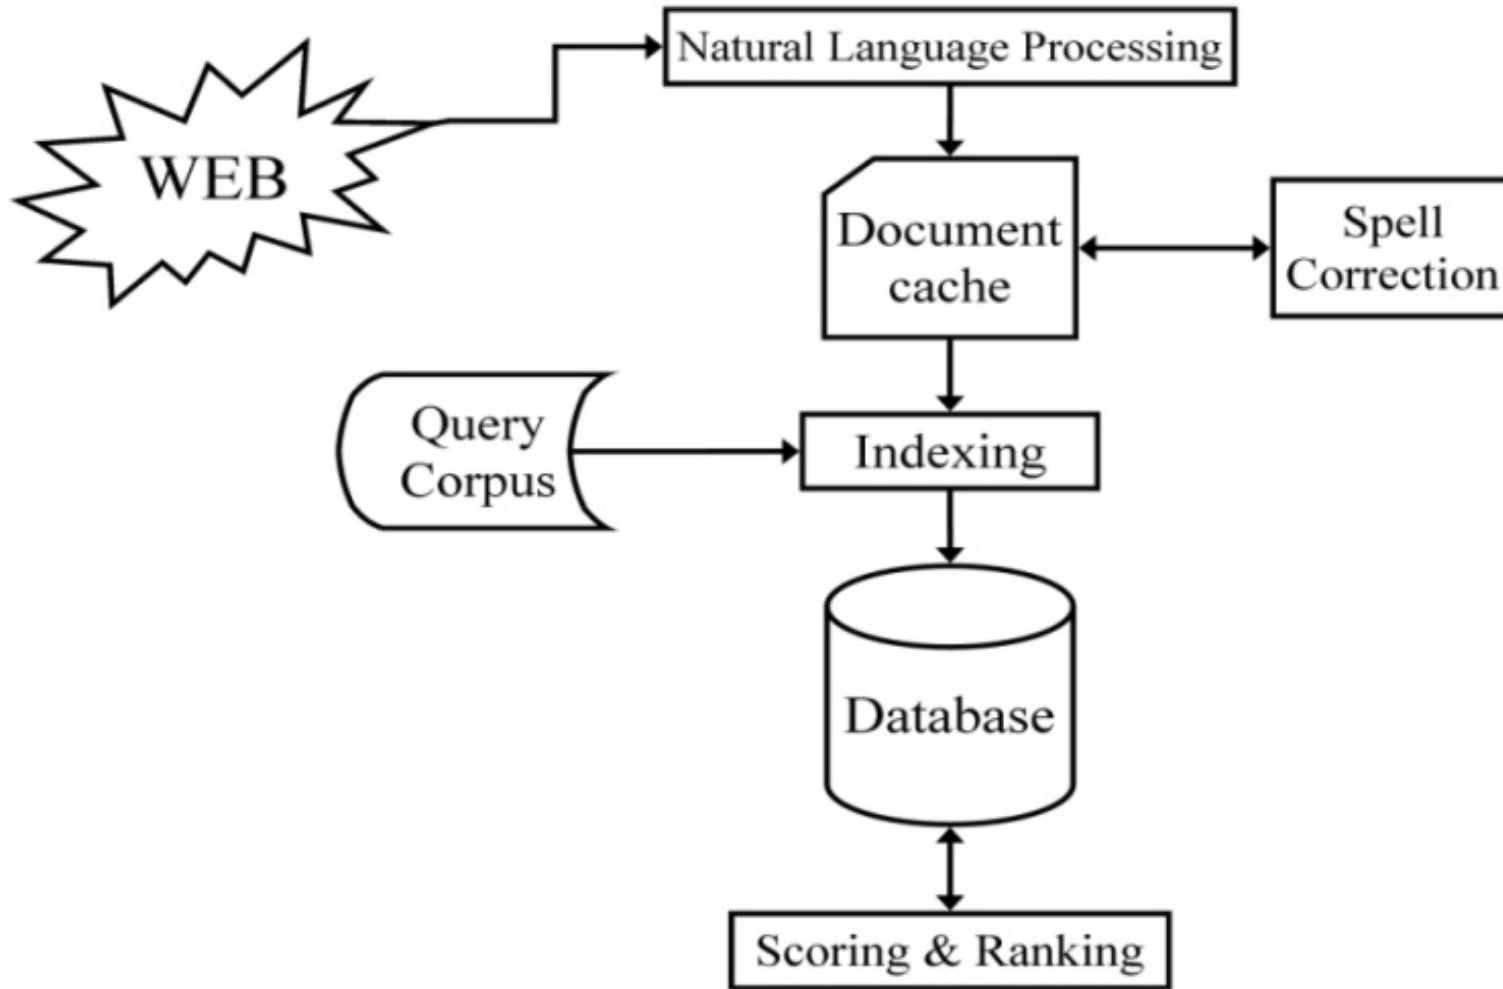 Natural Language Processing
WEB
Document
cache
Spell
Correction
Query
Corpus
Indexing
Database
Scoring & Ranking